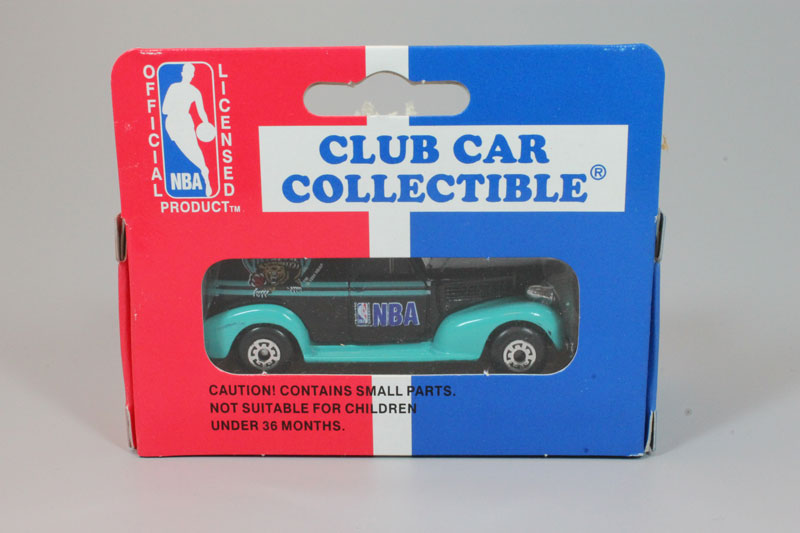 OFFICIAL
LICENSED
NBA
PRODUCT™
CLUB CAR
COLLECTIBLE®
NBA
CAUTION! CONTAINS SMALL PARTS.
NOT SUITABLE FOR CHILDREN
UNDER 36 MONTHS.